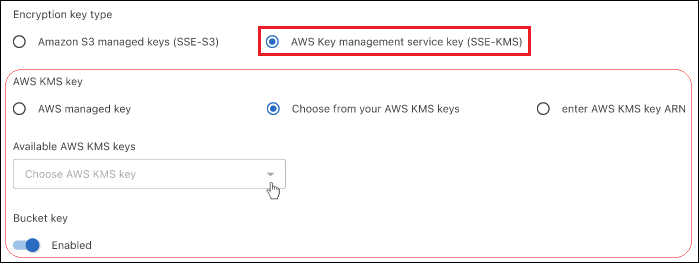 Encryption key type
Amazon S3 managed keys (SSE-S3) AWS Key management service key (SSE-KMS)
AWS KMS key
AWS managed key Choose from your AWS KMS keys enter AWS KMS key ARN
Available AWS KMS keys
Choose AWS KMS key
Bucket key
Enabled